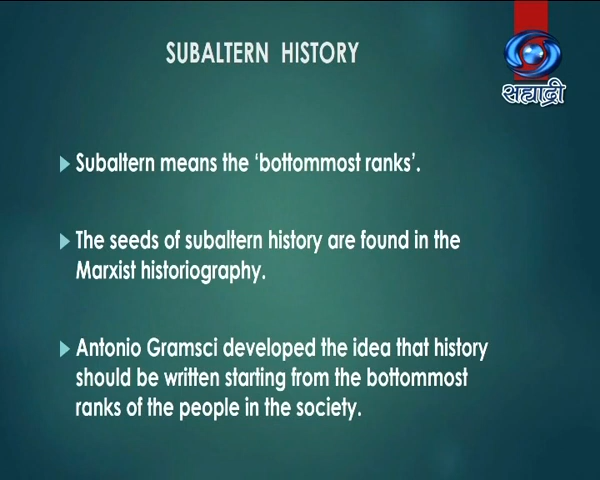 SUBALTERN HISTORY
सह्याद्री
Subaltern means the ‘bottommost ranks’.
The seeds of subaltern history are found in the
Marxist historiography.
Antonio Gramsci developed the idea that history
should be written starting from the bottommost
ranks of the people in the society.